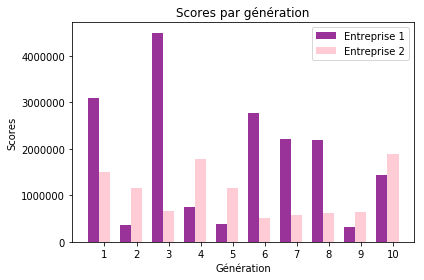 Scores par génération
Entreprise 1
Entreprise 2
Scores
4000000
3000000
2000000
1000000
0
1 2 3 4 5 6 7 8 9 10
Génération